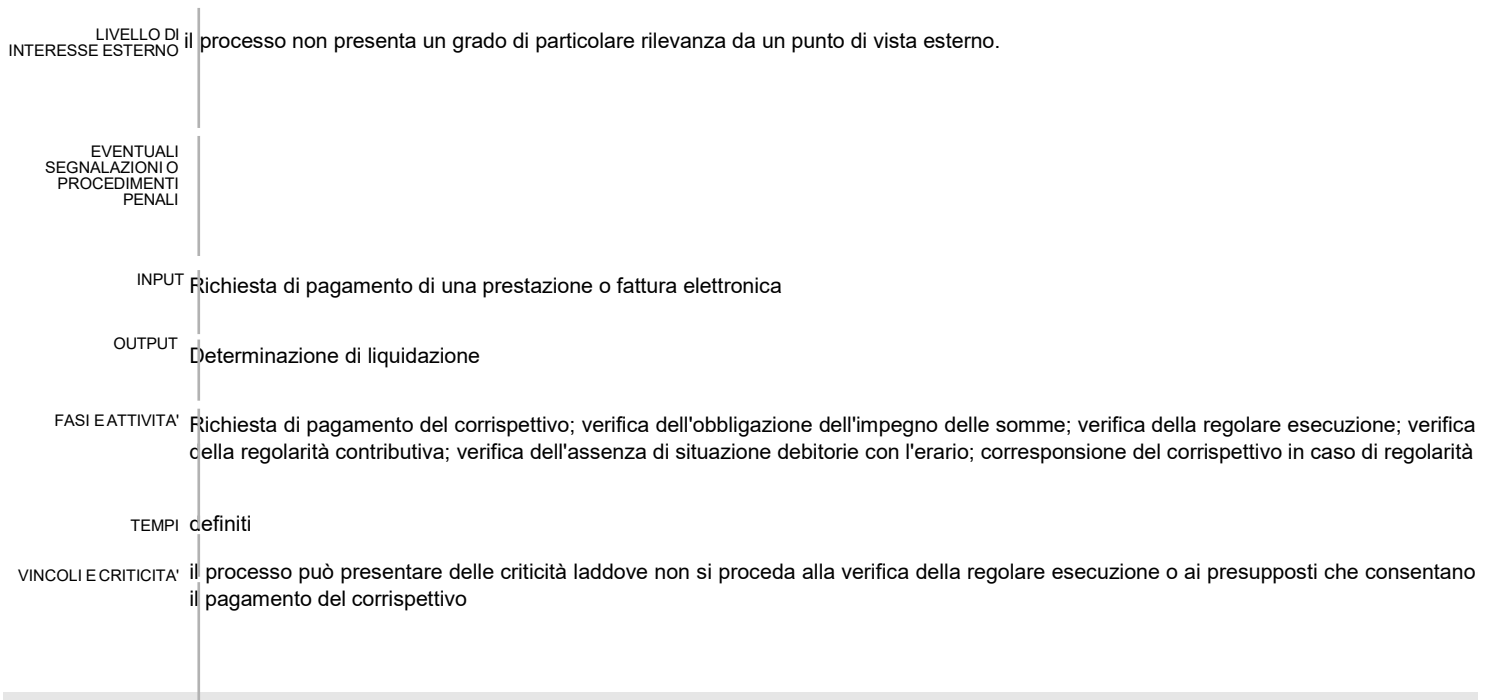 LIVELLO DI
INTERESSE ESTERNO
il processo non presenta un grado di particolare rilevanza da un punto di vista esterno.
EVENTUALI
SEGNALAZIONI O
PROCEDIMENTI
PENALI
INPUT
Richiesta di pagamento di una prestazione o fattura elettronica
OUTPUT
Determinazione di liquidazione
FASI E ATTIVITA'
Richiesta di pagamento del corrispettivo; verifica dell'obbligazione dell'impegno delle somme; verifica della regolare esecuzione; verifica
della regolarità contributiva; verifica dell'assenza di situazione debitorie con l'erario; corresponsione del corrispettivo in caso di regolarità
TEMPI
definiti
VINCOLI E CRITICITA'
il processo può presentare delle criticità laddove non si proceda alla verifica della regolare esecuzione o ai presupposti che consentano
il pagamento del corrispettivo